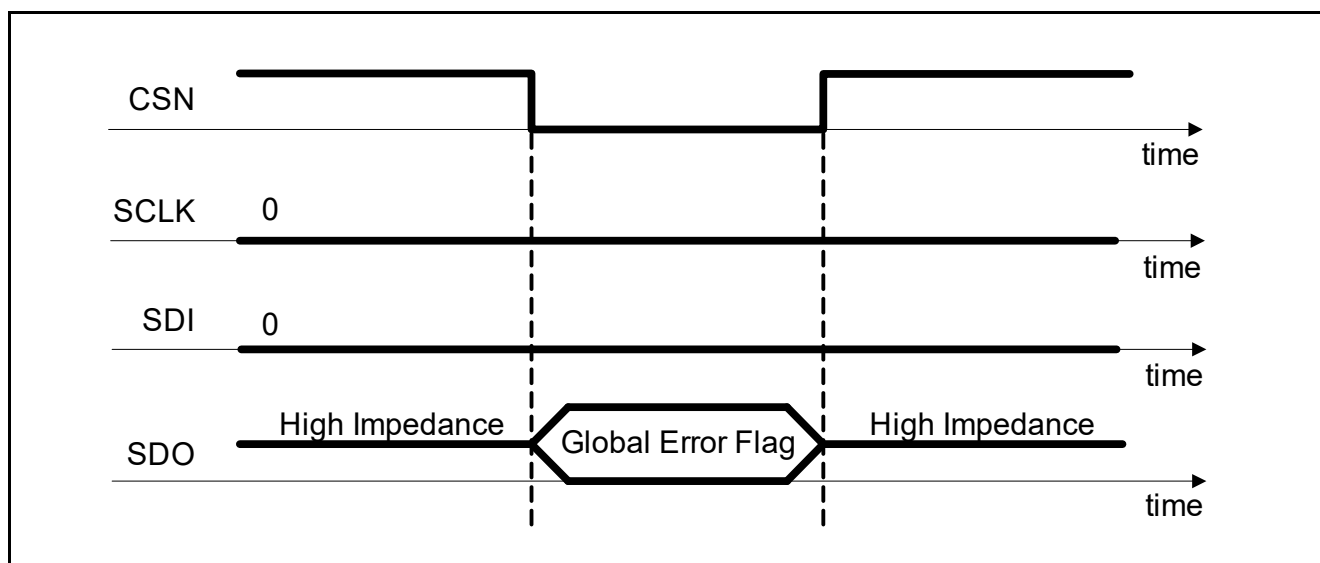 CSN
time
SCLK
0
time
SDI
0
time
High Impedance
Global Error Flag
High Impedance
SDO
time